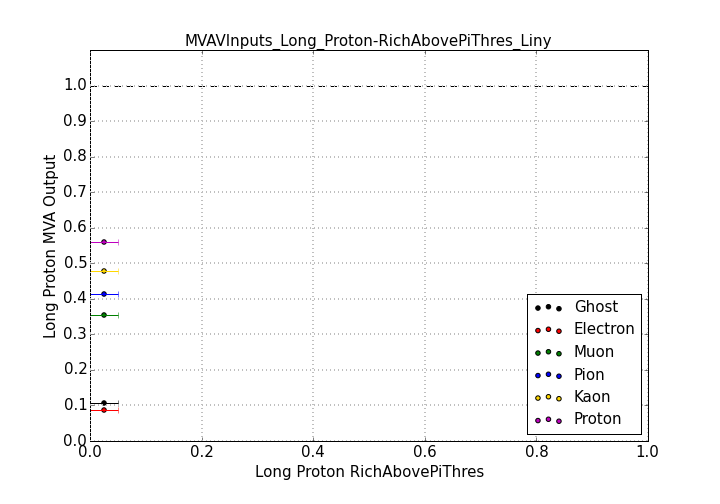 MVAVInputs_Long_Proton-RichAbovePiThres_Liny
1.0
0.9
0.8
0.7
0.6
0.5
0.4
0.3
0.2
0.1
0.0
Long Proton MVA Output
Ghost
Electron
Muon
Pion
Kaon
Proton
0.0 0.2 0.4 0.6 0.8 1.0
Long Proton RichAbovePiThres